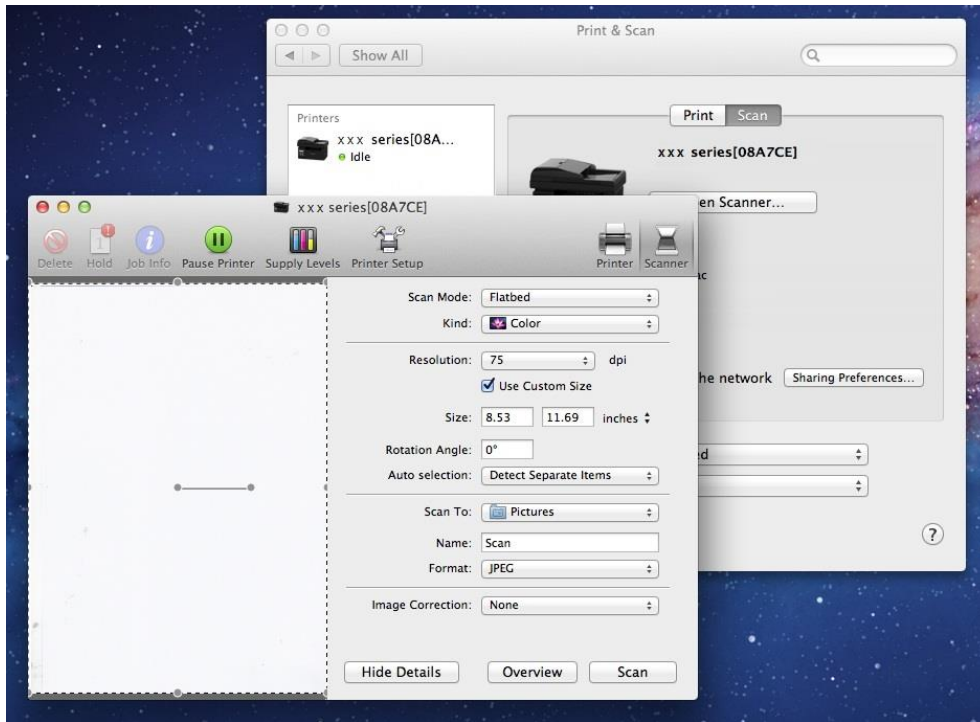 Print & Scan
Show All
Printers
xxx series[08A...
Idle
Print Scan
xxx series[08A7CE]
en Scanner...
ac
he network Sharing Preferences...
ed
?
xxx series[08A7CE]
Delete Hold Job Info Pause Printer Supply Levels Printer Setup Printer Scanner
Scan Mode: Flatbed
Kind: Color
Resolution: 75 dpi
Use Custom Size
Size: 8.53 11.69 inches
Rotation Angle: 0°
Auto selection: Detect Separate Items
Scan To: Pictures
Name: Scan
Format: JPEG
Image Correction: None
Hide Details Overview Scan